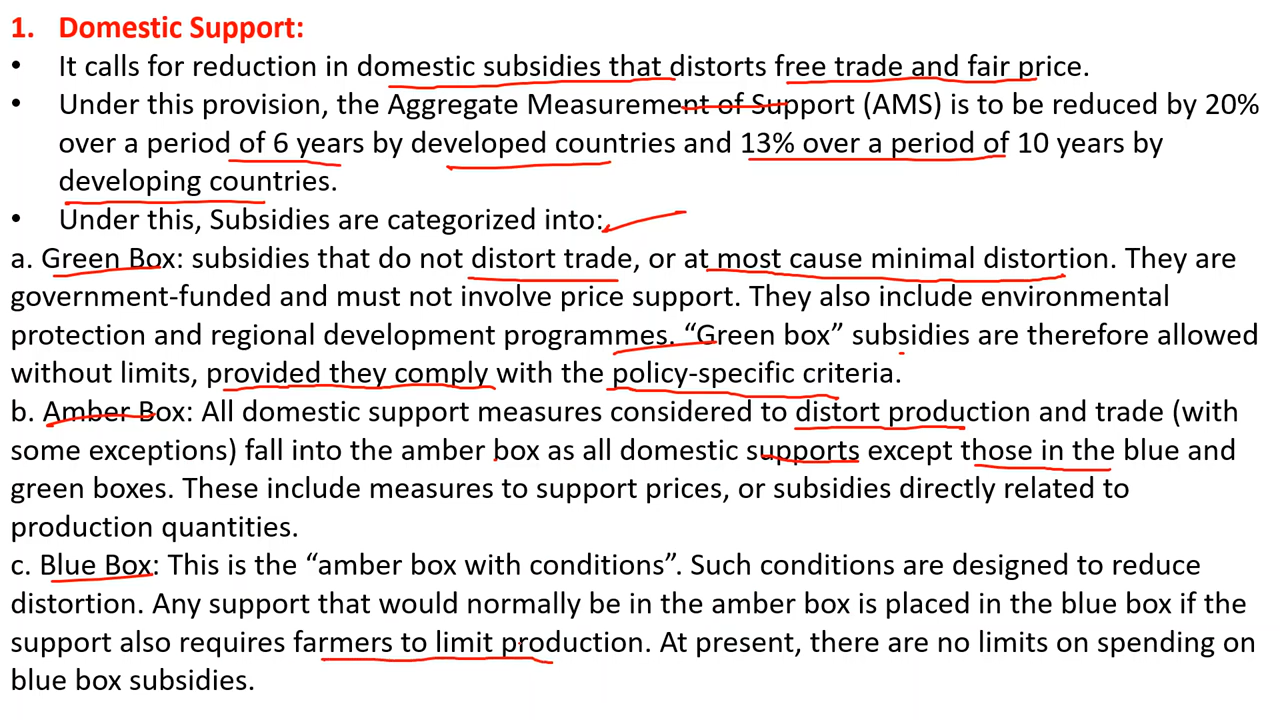 1. Domestic Support:
• It calls for reduction in domestic subsidies that distorts free trade and fair price.
• Under this provision, the Aggregate Measurement of Support (AMS) is to be reduced by 20%
over a period of 6 years by developed countries and 13% over a period of 10 years by
developing countries.
• Under this, Subsidies are categorized into:
a. Green Box: subsidies that do not distort trade, or at most cause minimal distortion. They are
government-funded and must not involve price support. They also include environmental
protection and regional development programmes. “Green box” subsidies are therefore allowed
without limits, provided they comply with the policy-specific criteria.
b. Amber Box: All domestic support measures considered to distort production and trade (with
some exceptions) fall into the amber box as all domestic supports except those in the blue and
green boxes. These include measures to support prices, or subsidies directly related to
production quantities.
c. Blue Box: This is the “amber box with conditions”. Such conditions are designed to reduce
distortion. Any support that would normally be in the amber box is placed in the blue box if the
support also requires farmers to limit production. At present, there are no limits on spending on
blue box subsidies.